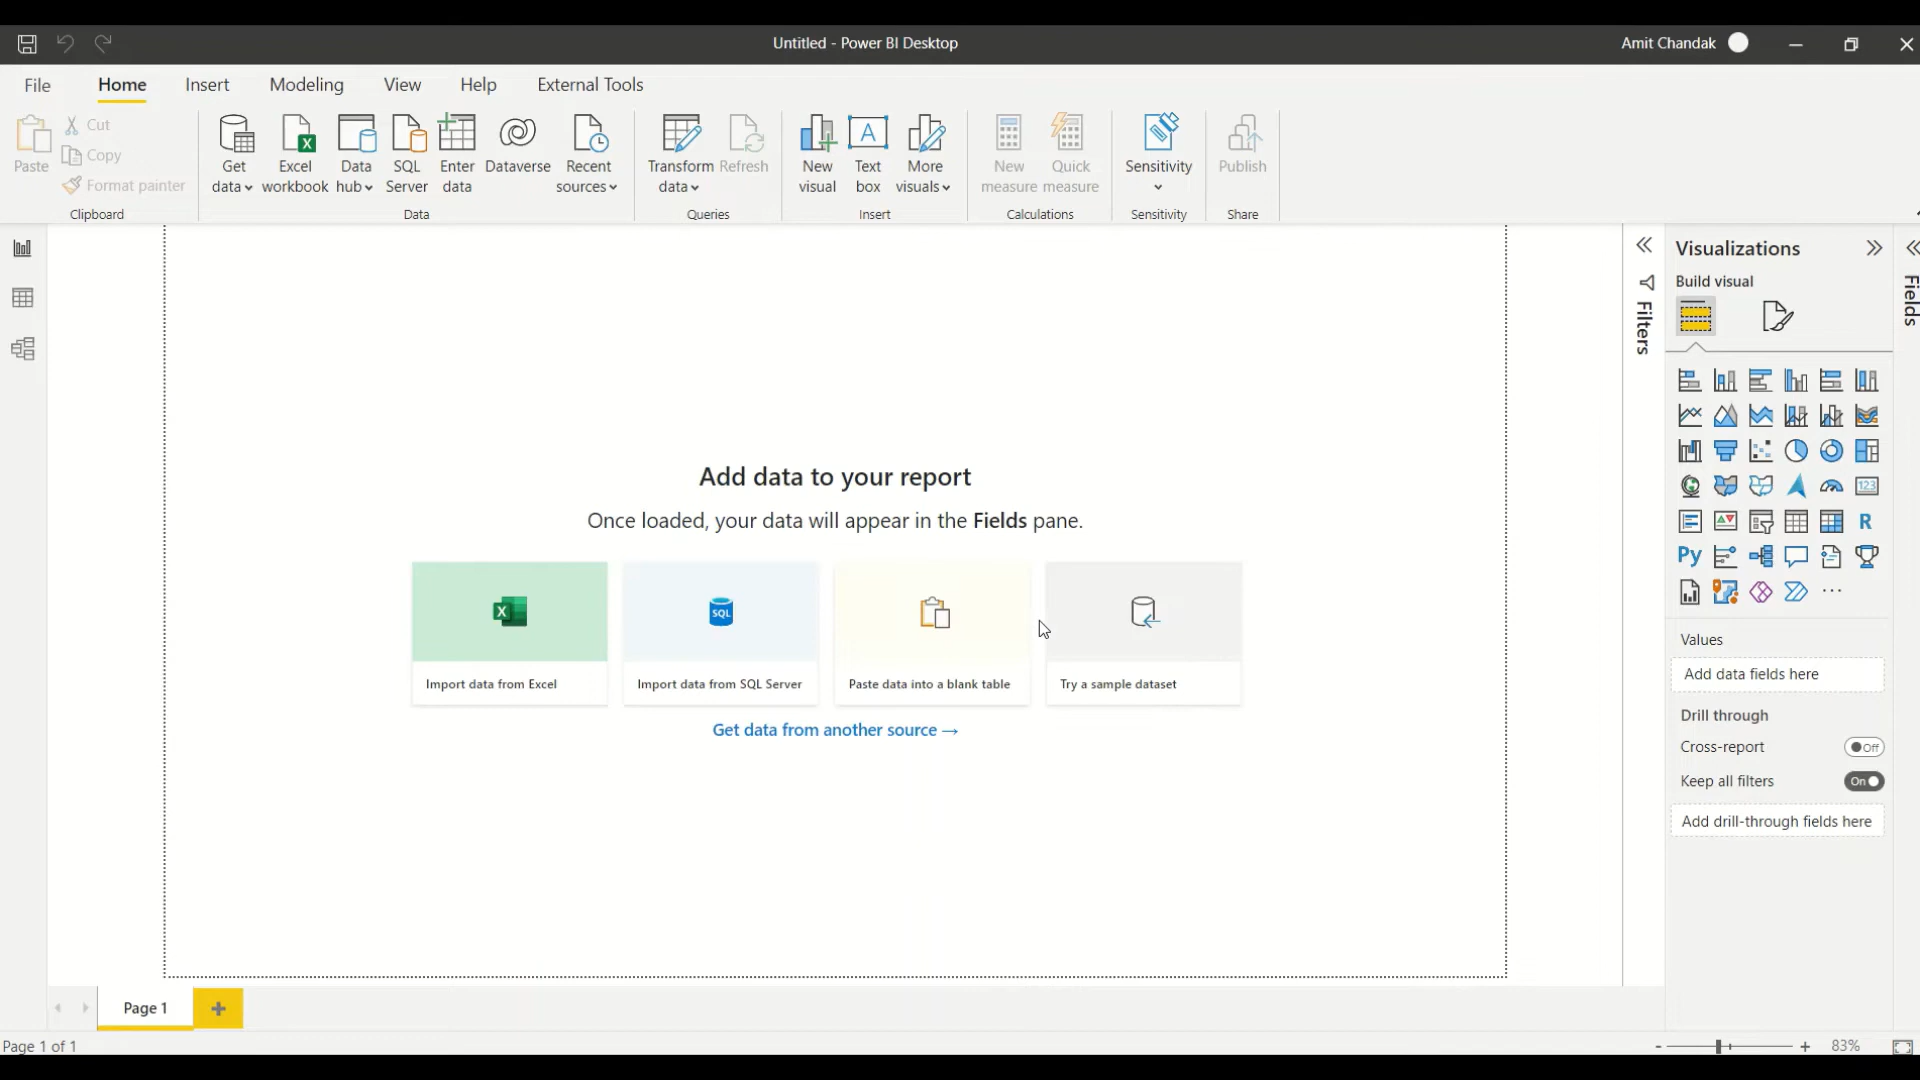 Untitled - Power BI Desktop
Amit Chandak
File
Home
Insert
Modeling
View
Help
External Tools
Paste
Cut
Copy
Format painter
Clipboard
Get
data
Excel
workbook
Data
hub
SQL
Server
Enter
data
Dataverse
Recent
sources
Data
Transform
data
Refresh
Queries
New
visual
Text
box
More
visuals
Insert
New
measure
Quick
measure
Calculations
Sensitivity
Sensitivity
Publish
Share
Add data to your report
Once loaded, your data will appear in the Fields pane.
Import data from Excel
Import data from SQL Server
SQL
Paste data into a blank table
Try a sample dataset
Get data from another source →
Filters
Visualizations
Build visual
123
R
Py
Values
Add data fields here
Drill through
Cross-report
Off
Keep all filters
On
Add drill-through fields here
Fields
Page 1
Page 1 of 1
83%